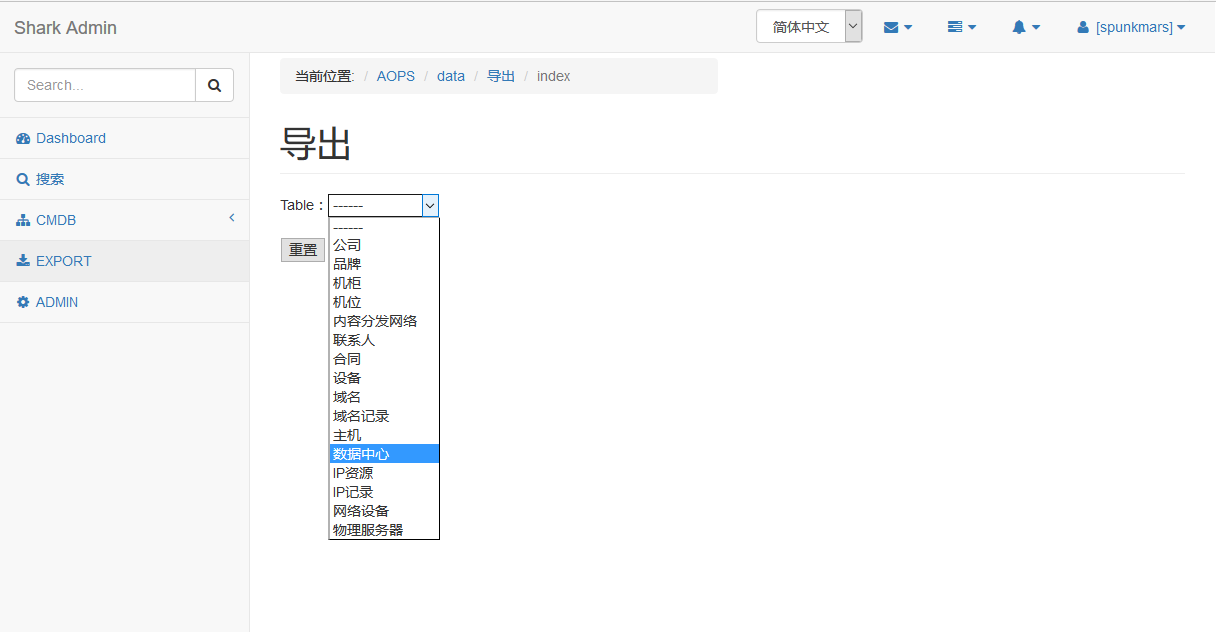 Shark Admin
简体中文
[spunkmars]
Search...
当前位置: / AOPS / data / 导出 / index
Dashboard
搜索
CMDB
EXPORT
ADMIN
导出
Table : ------
重置
------
公司
品牌
机柜
机位
内容分发网络
联系人
合同
设备
域名
域名记录
主机
数据中心
IP资源
IP记录
网络设备
物理服务器